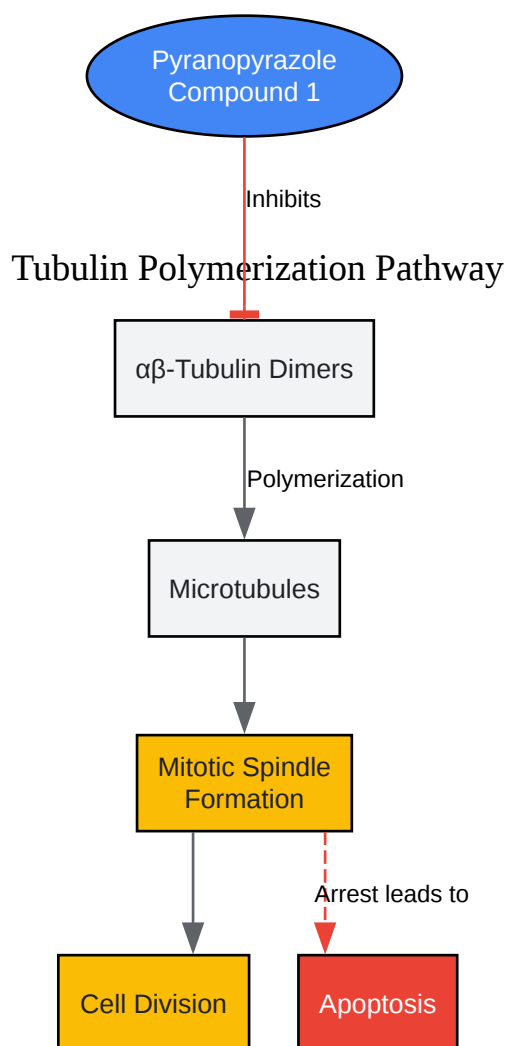 Pyranopyrazole
Compound 1
Inhibits
Tubulin Polymerization Pathway
αβ-Tubulin Dimers
Polymerization
Microtubules
Mitotic Spindle
Formation
Arrest leads to
Cell Division
Apoptosis